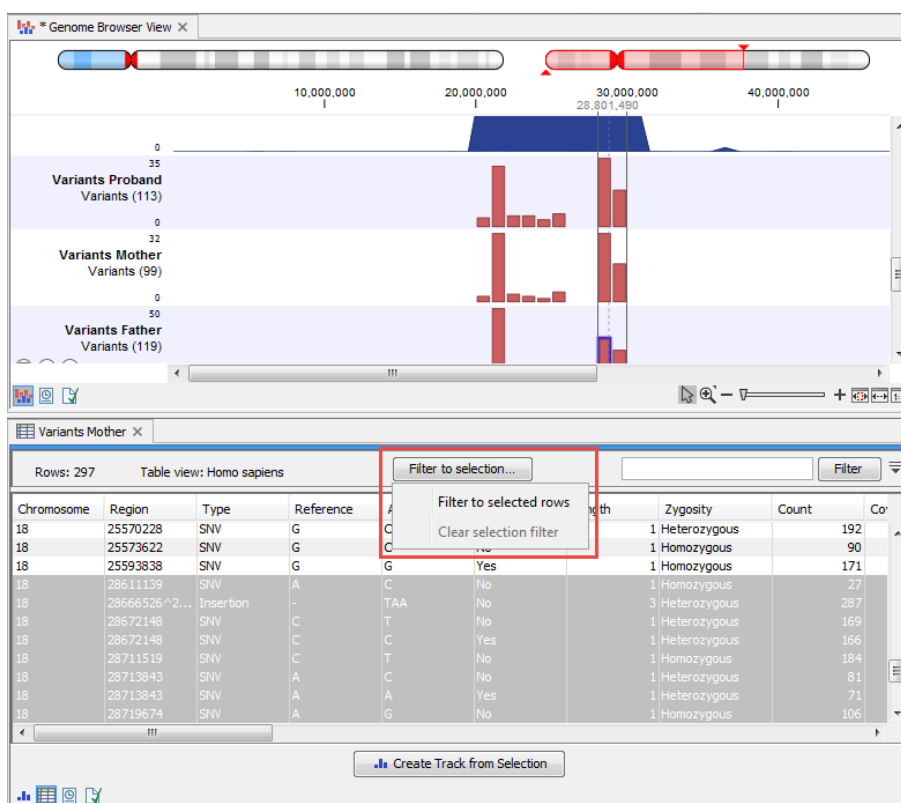 * Genome Browser View
10,000,000 20,000,000 30,000,000 40,000,000
28,801,490
0
35
Variants Proband
Variants (113)
0
32
Variants Mother
Variants (99)
0
50
Variants Father
Variants (119)
Variants Mother
Rows: 297 Table view: Homo sapiens Filter to selection... Filter
Filter to selected rows
Clear selection filter
Chromosome Region Type Reference Zygosity Count
18 25570228 SNV G 1 Heterozygous 192
18 25573622 SNV G 1 Homozygous 90
18 25593838 SNV G G Yes 1 Homozygous 171
18 28611139 SNV A C No 1 Homozygous 27
18 28666526^2... Insertion - TAA No 3 Heterozygous 287
18 28672148 SNV C T No 1 Heterozygous 169
18 28672148 SNV C C Yes 1 Heterozygous 166
18 28711519 SNV C T No 1 Homozygous 184
18 28713843 SNV A C No 1 Heterozygous 81
18 28713843 SNV A A Yes 1 Heterozygous 71
18 28719674 SNV A G No 1 Homozygous 106
Create Track from Selection